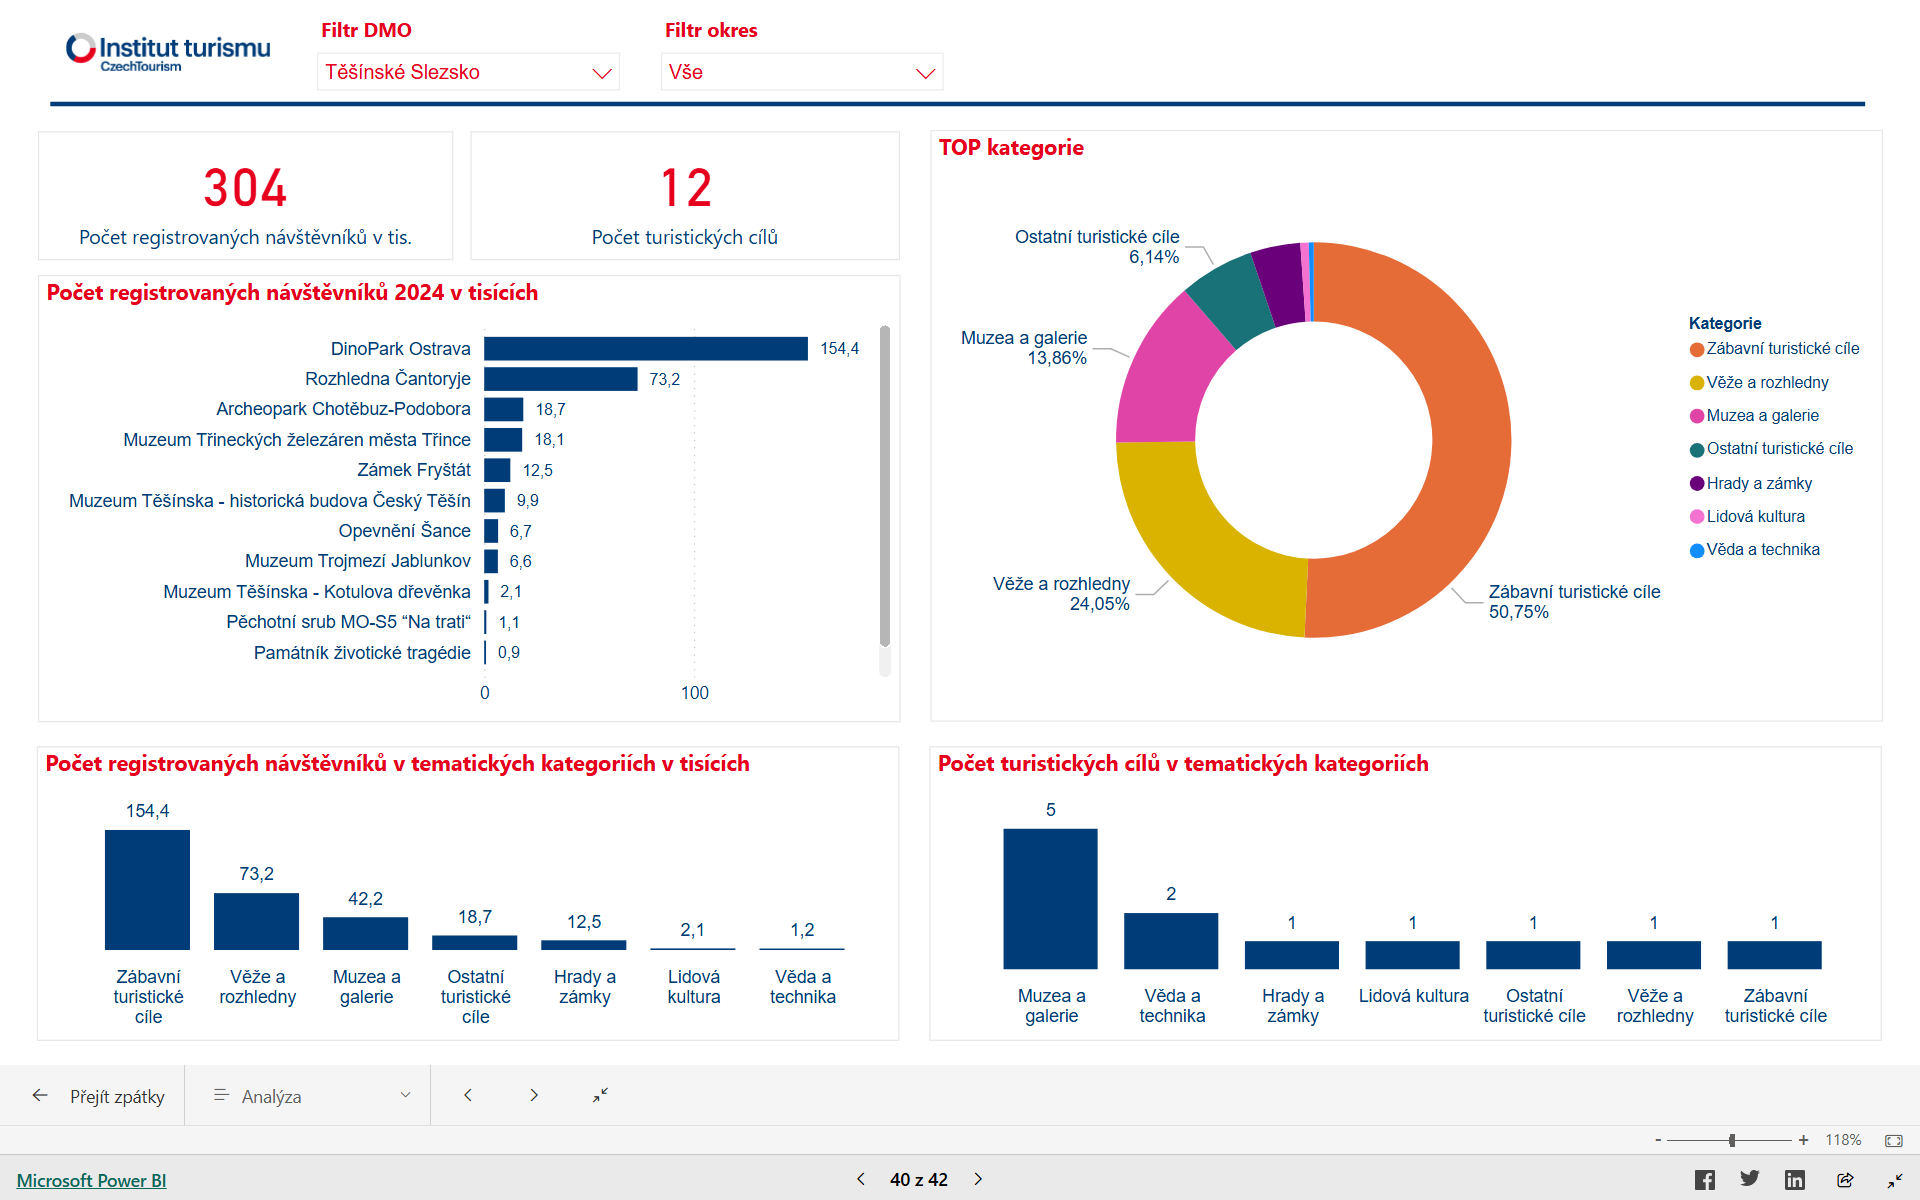 Institut turismu
CzechTourism
Filtr DMO
Těšínské Slezsko
Filtr okres
Vše
304
Počet registrovaných návštěvníků v tis.
12
Počet turistických cílů
Počet registrovaných návštěvníků 2024 v tisících
DinoPark Ostrava 154,4
Rozhledna Čantoryje 73,2
Archeopark Chotěbuz-Podobora 18,7
Muzeum Třineckých železáren města Třince 18,1
Zámek Fryštát 12,5
Muzeum Těšínska - historická budova Český Těšín 9,9
Opevnění Šance 6,7
Muzeum Trojmezí Jablunkov 6,6
Muzeum Těšínska - Kotulova dřevěnka 2,1
Pěchotní srub MO-S5 “Na trati“ 1,1
Památník životické tragédie 0,9
0 100
TOP kategorie
Ostatní turistické cíle
6,14%
Muzea a galerie
13,86%
Věže a rozhledny
24,05%
Zábavní turistické cíle
50,75%
Kategorie
Zábavní turistické cíle
Věže a rozhledny
Muzea a galerie
Ostatní turistické cíle
Hrady a zámky
Lidová kultura
Věda a technika
Počet registrovaných návštěvníků v tematických kategoriích v tisících
154,4
73,2
42,2
18,7
12,5
2,1
1,2
Zábavní turistické cíle
Věže a rozhledny
Muzea a galerie
Ostatní turistické cíle
Hrady a zámky
Lidová kultura
Věda a technika
Počet turistických cílů v tematických kategoriích
5
2
1
1
1
1
1
Muzea a galerie
Věda a technika
Hrady a zámky
Lidová kultura
Ostatní turistické cíle
Věže a rozhledny
Zábavní turistické cíle
Přejít zpátky
Analýza
- + 118%
Microsoft Power BI
40 z 42